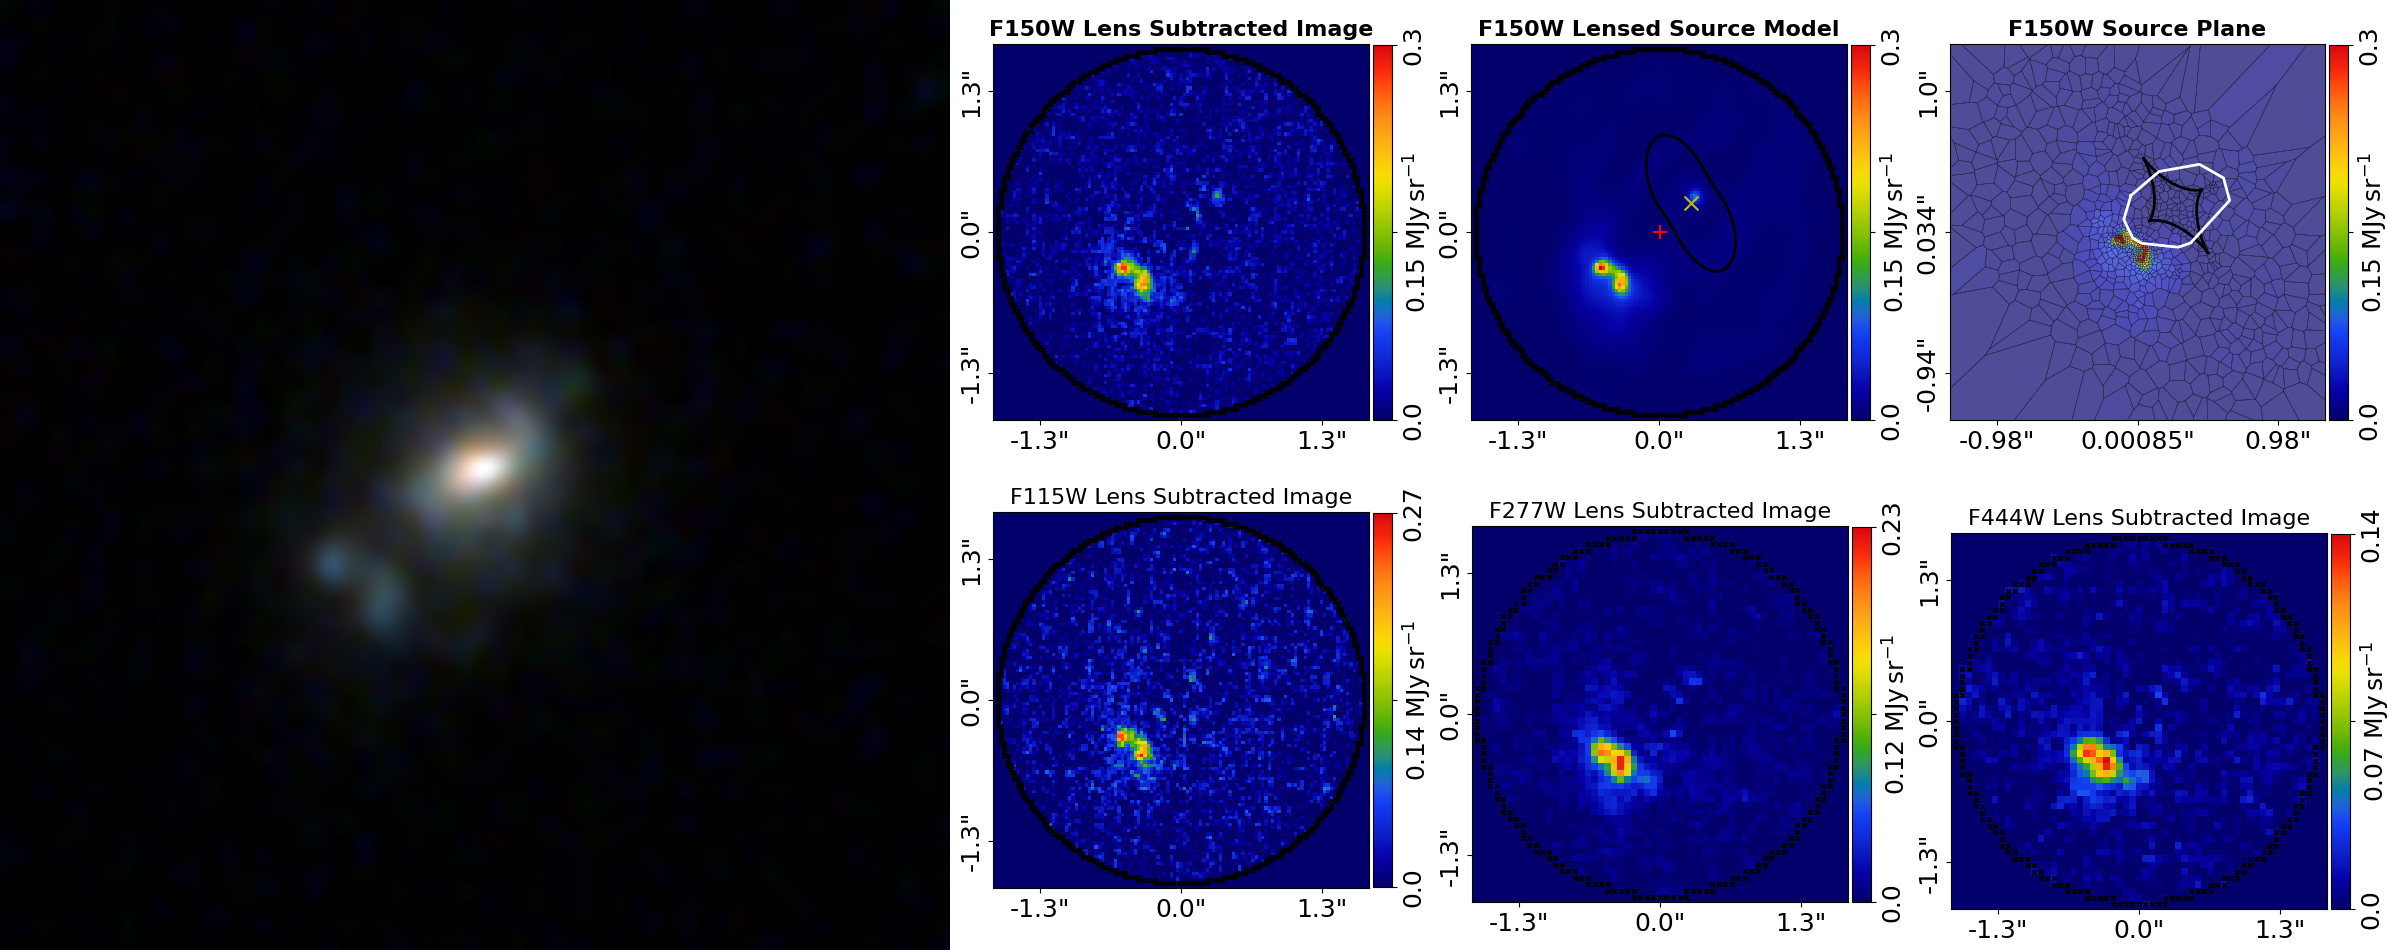 F150W Lens Subtracted Image
1.3"
0.0"
-1.3"
-1.3" 0.0" 1.3"
0.3
0.15 MJy sr⁻¹
0.0
F150W Lensed Source Model
1.3"
0.0"
-1.3"
-1.3" 0.0" 1.3"
0.3
0.15 MJy sr⁻¹
0.0
F150W Source Plane
1.0"
0.034"
-0.94"
-0.98" 0.00085" 0.98"
0.3
0.15 MJy sr⁻¹
0.0
F115W Lens Subtracted Image
1.3"
0.0"
-1.3"
-1.3" 0.0" 1.3"
0.27
0.14 MJy sr⁻¹
0.0
F277W Lens Subtracted Image
1.3"
0.0"
-1.3"
-1.3" 0.0" 1.3"
0.23
0.12 MJy sr⁻¹
0.0
F444W Lens Subtracted Image
1.3"
0.0"
-1.3"
-1.3" 0.0" 1.3"
0.14
0.07 MJy sr⁻¹
0.0